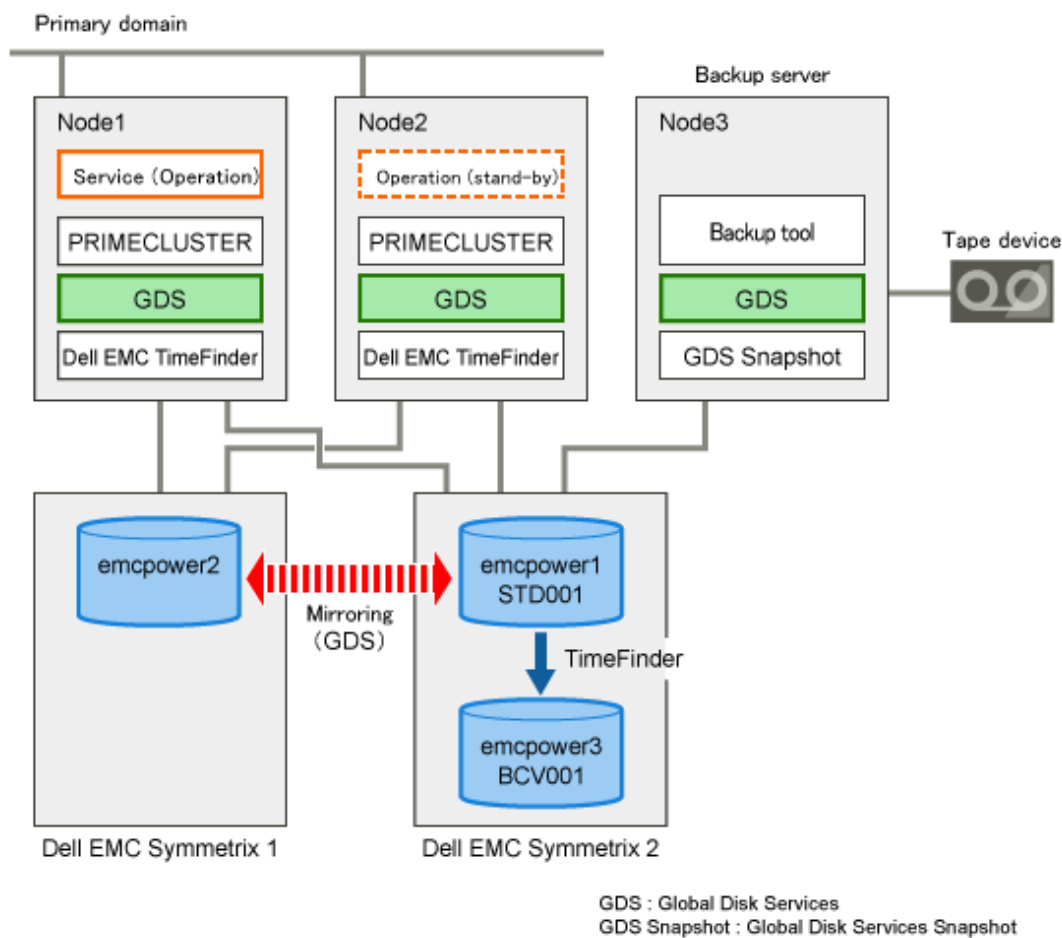 Primary domain
Backup server
Node1
Node2
Node3
Service (Operation)
Operation (stand-by)
PRIMECLUSTER
PRIMECLUSTER
Backup tool
Tape device
GDS
GDS
GDS
Dell EMC TimeFinder
Dell EMC TimeFinder
GDS Snapshot
emcpower2
emcpower1
STD001
Mirroring
(GDS)
TimeFinder
emcpower3
BCV001
Dell EMC Symmetrix 1
Dell EMC Symmetrix 2
GDS : Global Disk Services
GDS Snapshot : Global Disk Services Snapshot